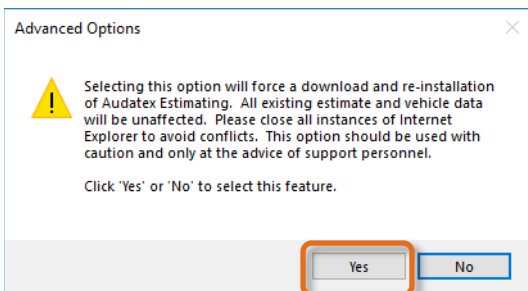 Advanced Options
Selecting this option will force a download and re-installation
of Audatex Estimating. All existing estimate and vehicle data
will be unaffected. Please close all instances of Internet
Explorer to avoid conflicts. This option should be used with
caution and only at the advice of support personnel.
Click 'Yes' or 'No' to select this feature.
Yes
No